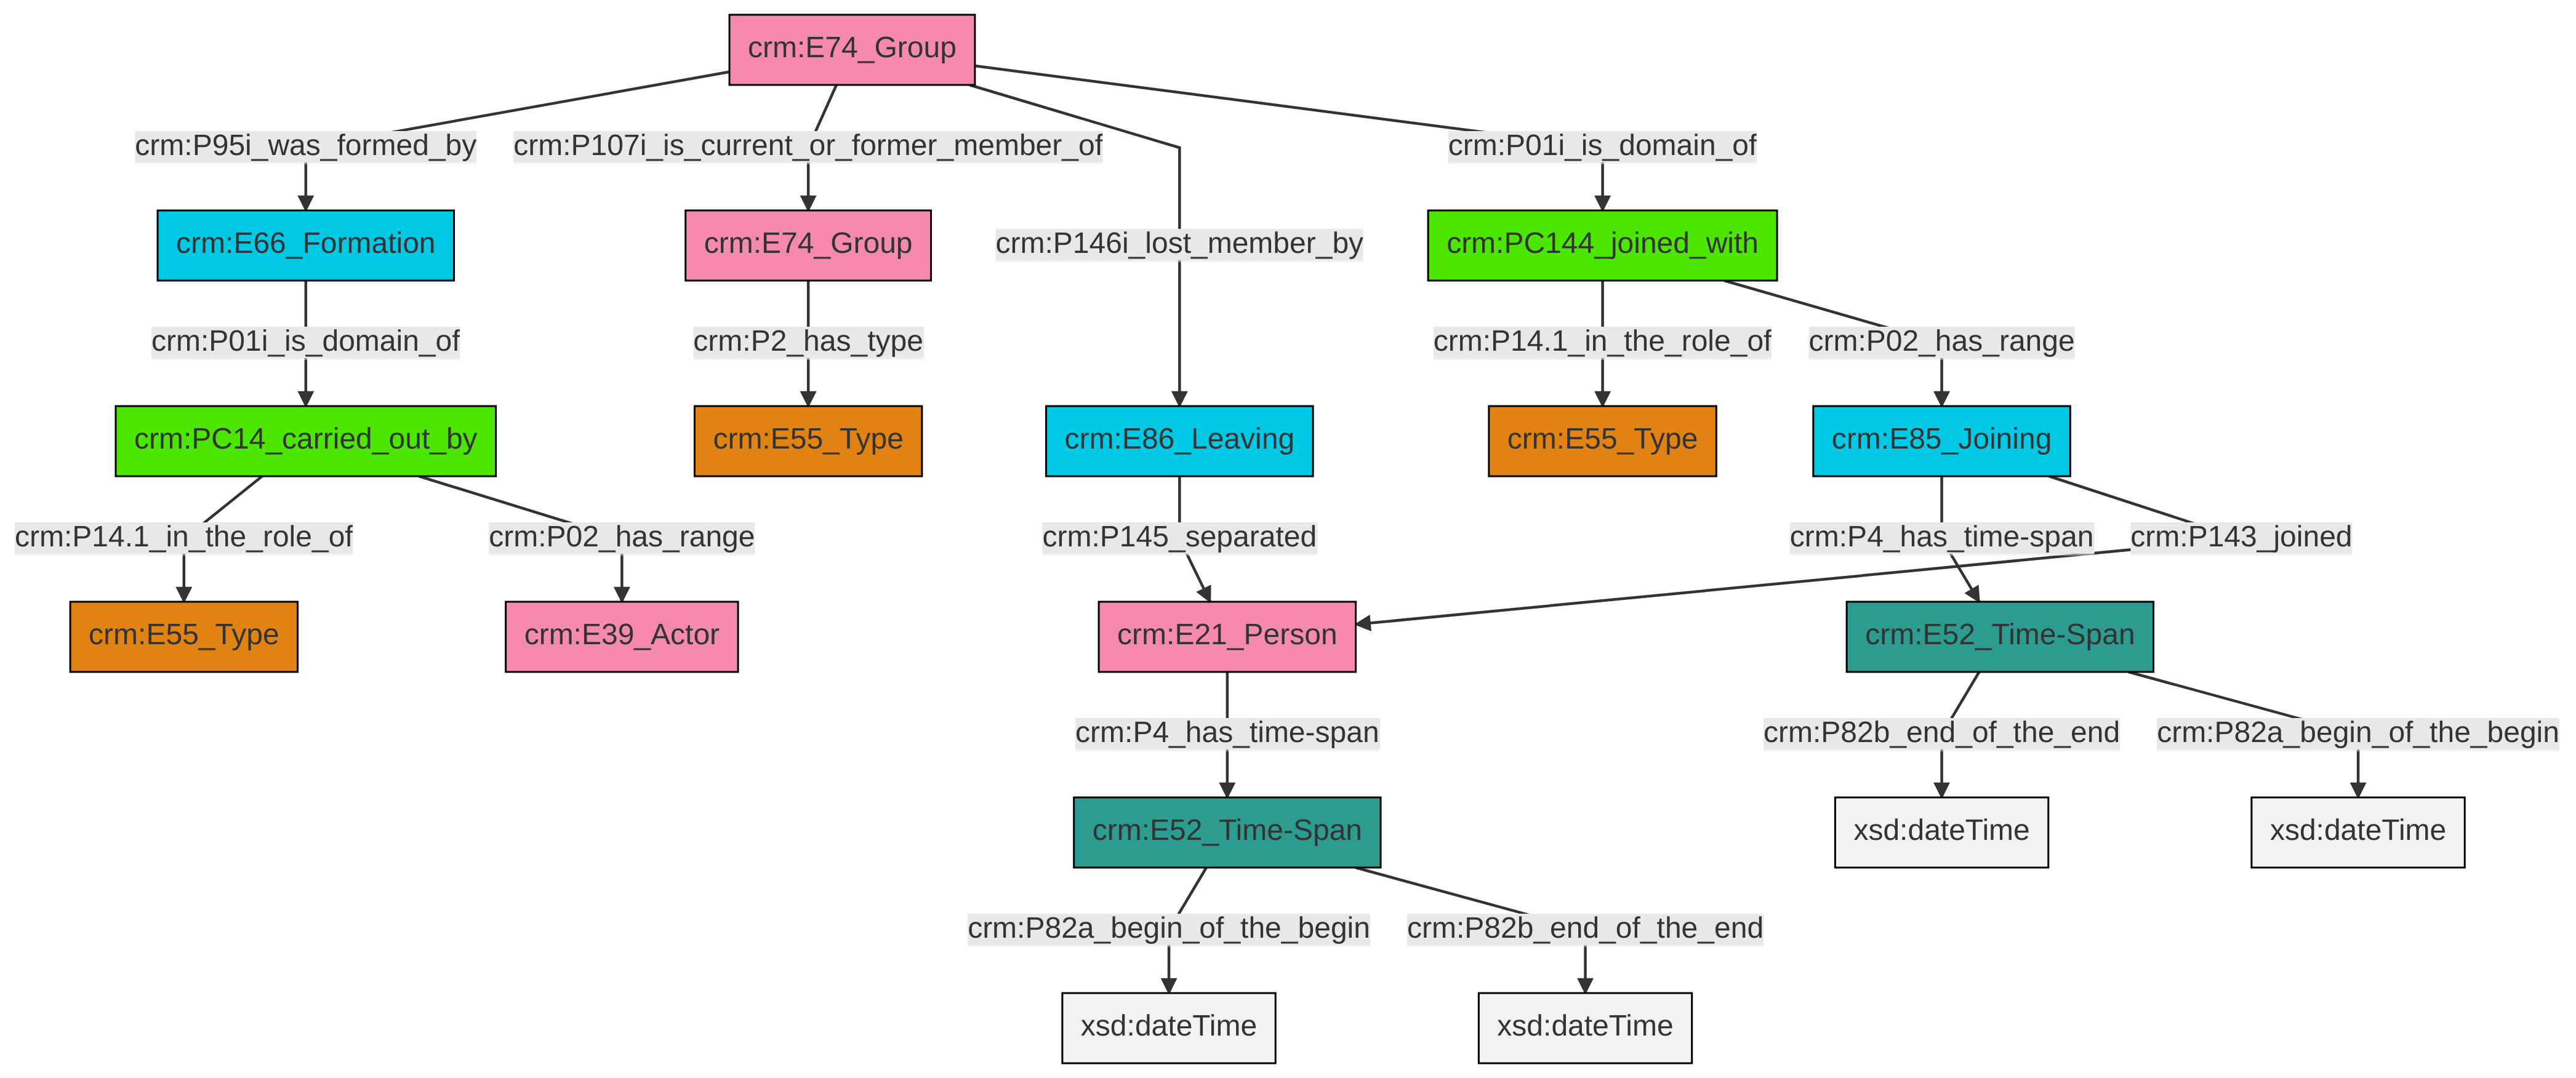 crm:E74_Group
crm:P95i_was_formed_by
crm:P107i_is_current_or_former_member_of
crm:P01i_is_domain_of
crm:E66_Formation
crm:E74_Group
crm:P146i_lost_member_by
crm:PC144_joined_with
crm:P01i_is_domain_of
crm:P2_has_type
crm:P14.1_in_the_role_of
crm:P02_has_range
crm:PC14_carried_out_by
crm:E55_Type
crm:E86_Leaving
crm:E55_Type
crm:E85_Joining
crm:P14.1_in_the_role_of
crm:P02_has_range
crm:P145_separated
crm:P4_has_time-span
crm:P143_joined
crm:E55_Type
crm:E39_Actor
crm:E21_Person
crm:E52_Time-Span
crm:P4_has_time-span
crm:P82b_end_of_the_end
crm:P82a_begin_of_the_begin
crm:E52_Time-Span
xsd:dateTime
xsd:dateTime
crm:P82a_begin_of_the_begin
crm:P82b_end_of_the_end
xsd:dateTime
xsd:dateTime